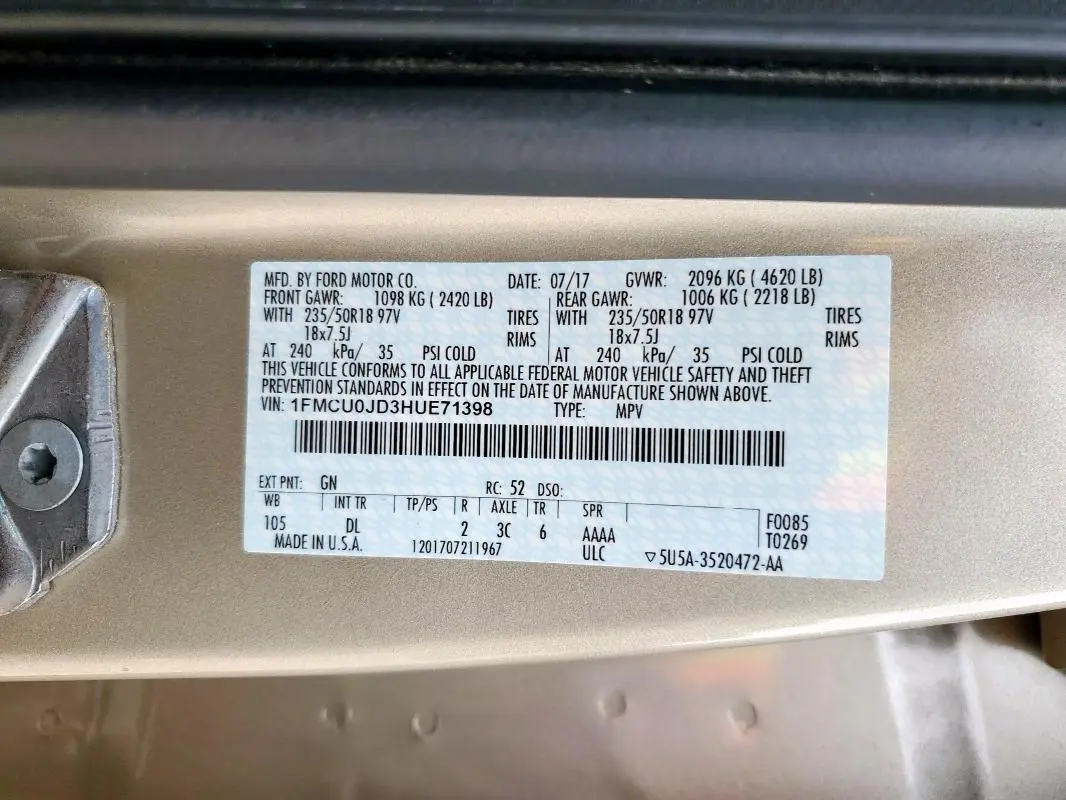 MFD. BY FORD MOTOR CO. DATE: 07/17 GVWR: 2096 KG ( 4620 LB)
FRONT GAWR: 1098 KG ( 2420 LB) REAR GAWR: 1006 KG ( 2218 LB)
WITH 235/50R18 97V TIRES WITH 235/50R18 97V TIRES
18x7.5J RIMS 18x7.5J RIMS
AT 240 kPa/ 35 PSI COLD AT 240 kPa/ 35 PSI COLD
THIS VEHICLE CONFORMS TO ALL APPLICABLE FEDERAL MOTOR VEHICLE SAFETY AND THEFT
PREVENTION STANDARDS IN EFFECT ON THE DATE OF MANUFACTURE SHOWN ABOVE.
VIN: 1FMCU0JD3HUE71398 TYPE: MPV
EXT PNT: GN RC: 52 DSO:
WB INT TR TP/PS R AXLE TR SPR
105 DL 2 3C 6 AAAA F0085
MADE IN U.S.A. 1201707211967 ULC T0269
▽5U5A-3520472-AA